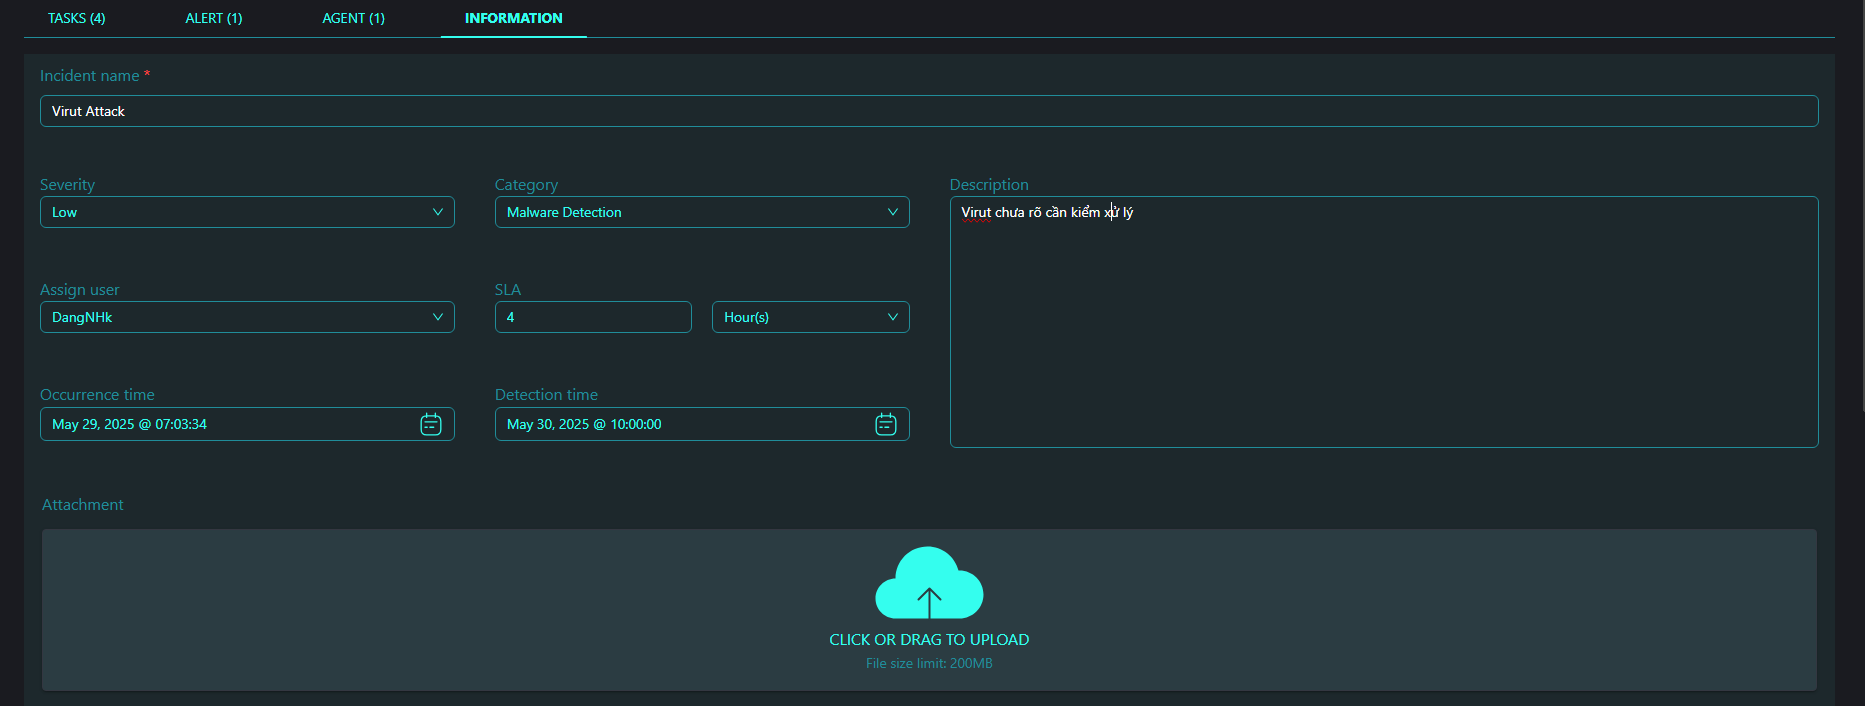 TASKS (4) ALERT (1) AGENT (1) INFORMATION
Incident name *
Virut Attack
Severity Category Description
Low Malware Detection Virut chưa rõ cần kiểm xử lý
Assign user SLA
DangNHk 4 Hour(s)
Occurrence time Detection time
May 29, 2025 @ 07:03:34 May 30, 2025 @ 10:00:00
Attachment
CLICK OR DRAG TO UPLOAD
File size limit: 200MB